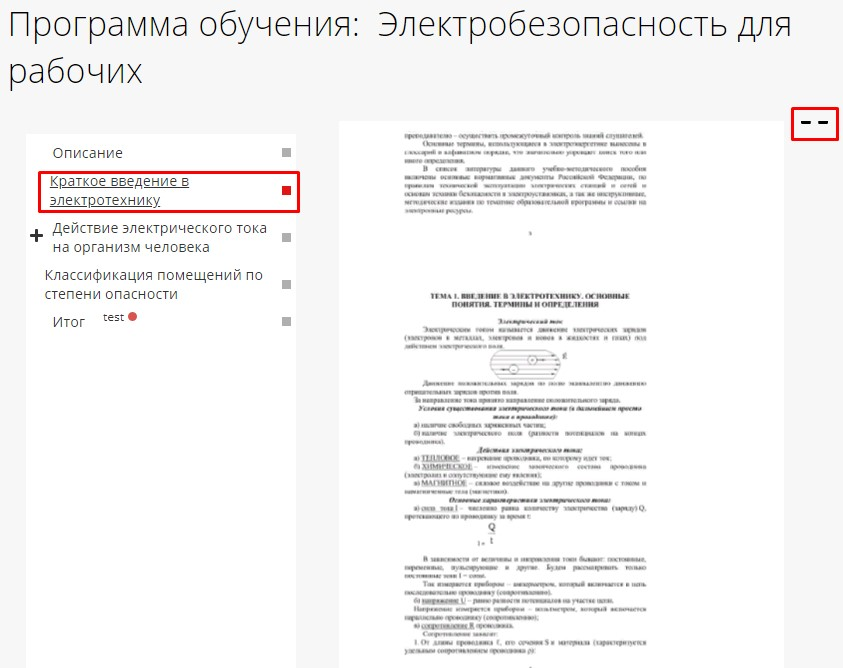 Программа обучения: Электробезопасность для
рабочих
Описание
Краткое введение в
электротехнику
Действие электрического тока
на организм человека
Классификация помещений по
степени опасности
Итог
test
преподавателю – осуществить промежуточный контроль знаний слушателей.
Основные термины, использующиеся в электроэнергетике вынесены в
глоссарий в алфавитном порядке, что значительно упрощает поиск того или
иного определения.
В список литературы данного учебно-методического пособия
включены основные нормативные документы Российской Федерации, по
правилам технической эксплуатации электрических станций и сетей и
основам техники безопасности в электроустановках, а так же инструктивные,
методические издания по тематике образовательной программы и ссылки на
электронные ресурсы.
ТЕМА 1. ВВЕДЕНИЕ В ЭЛЕКТРОТЕХНИКУ. ОСНОВНЫЕ
ПОНЯТИЯ. ТЕРМИНЫ И ОПРЕДЕЛЕНИЯ
Электрический ток
Электрическим током называется движение электрических зарядов
(электронов в металлах, электронов и ионов в жидкостях и газах) под
действием электрического поля.
Движение положительных зарядов по полю эквивалентно движению
отрицательных зарядов против поля.
За направление тока принято направление положительного заряда.
Условия существования электрического тока (в дальнейшем просто
тока в проводнике):
а) наличие свободных заряженных частиц;
б) наличие электрического поля (разности потенциалов на концах
проводника).
Действия электрического тока:
а) ТЕПЛОВОЕ – нагревание проводника, по которому идет ток;
б) ХИМИЧЕСКОЕ – изменение химического состава проводника
(электролиз и сопутствующие ему явления);
в) МАГНИТНОЕ – силовое воздействие на другие проводники с током и
намагниченные тела (магнетики).
Основные характеристики электрического тока:
а) сила тока I – численно равна количеству электричества (заряду) Q,
протекающего по проводнику за время t:
Q
I = t
В зависимости от величины и направления токи бывают: постоянные,
переменные, пульсирующие и другие. Будем рассматривать только
постоянные токи I = const.
Ток измеряется прибором – амперметром, который включается в цепь
последовательно проводнику (сопротивлению).
б) напряжение U – равно разности потенциалов на участке цепи.
Напряжение измеряется прибором – вольтметром, который включается
параллельно проводнику (сопротивлению);
в) сопротивление R проводника.
Сопротивление зависит:
1. От длины проводника ℓ, его сечения S и материала (характеризуется
удельным сопротивлением проводника ρ):